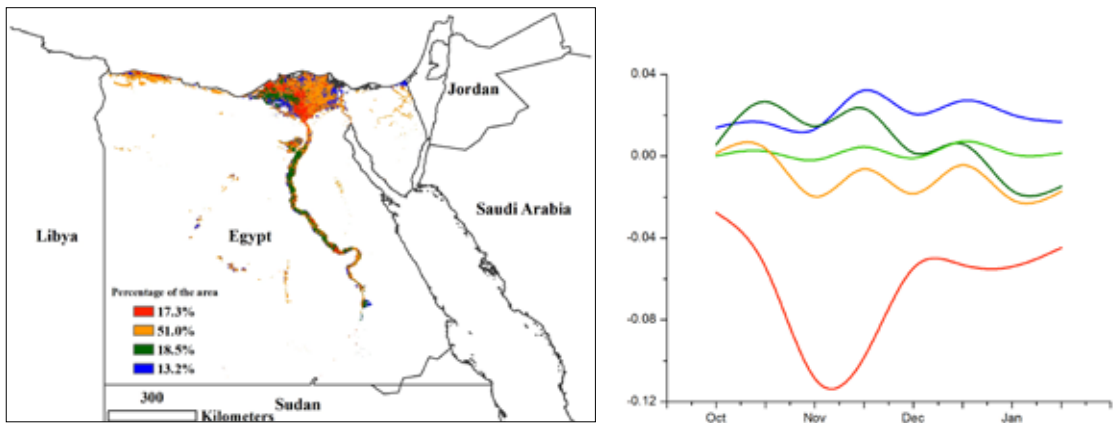 Jordan
Saudi Arabia
Libya
Egypt
Percentage of the area
17.3%
51.0%
18.5%
13.2%
300
Kilometers
Sudan
0.04
0.00
-0.04
-0.08
-0.12
Oct Nov Dec Jan